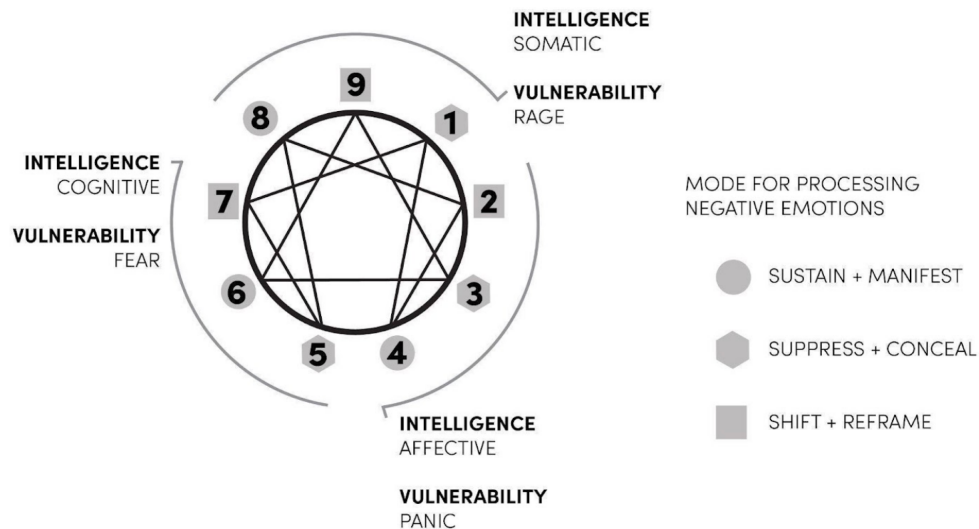 INTELLIGENCE
SOMATIC
VULNERABILITY
RAGE
9
8
1
INTELLIGENCE
COGNITIVE
VULNERABILITY
FEAR
7
2
6
3
5
4
INTELLIGENCE
AFFECTIVE
VULNERABILITY
PANIC
MODE FOR PROCESSING
NEGATIVE EMOTIONS
SUSTAIN + MANIFEST
SUPPRESS + CONCEAL
SHIFT + REFRAME